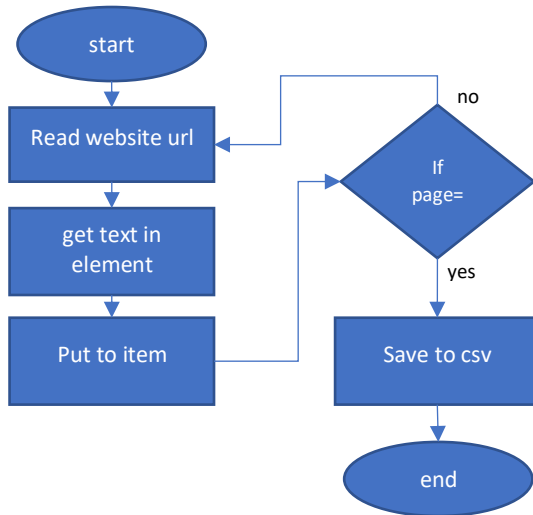 start
Read website url
get text in
element
Put to item
no
If
page=
yes
Save to csv
end